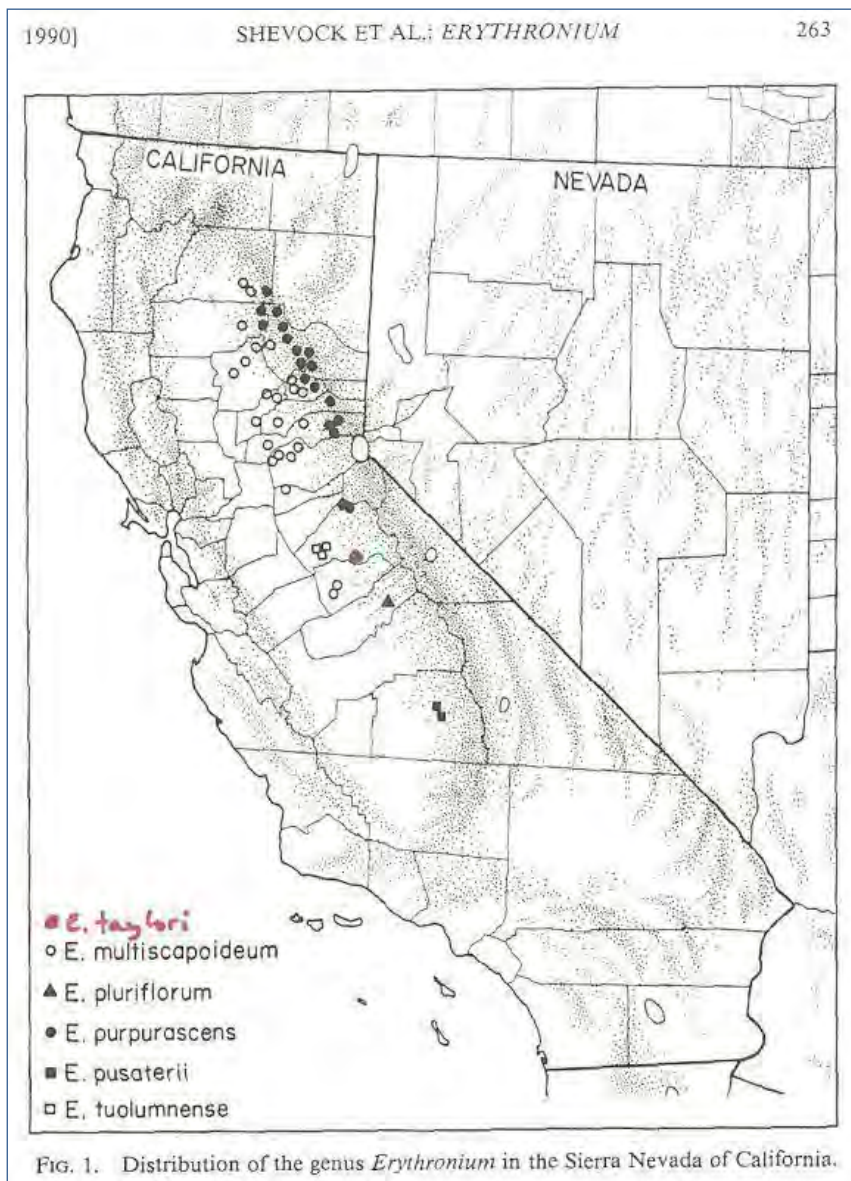 1990] SHEVOCK ET AL.: ERYTHRONIUM 263
CALIFORNIA
NEVADA
E. taylori
E. multiscapoideum
E. pluriflorum
E. purpurascens
E. pusaterii
E. tuolumnense
FIG. 1. Distribution of the genus Erythronium in the Sierra Nevada of California.